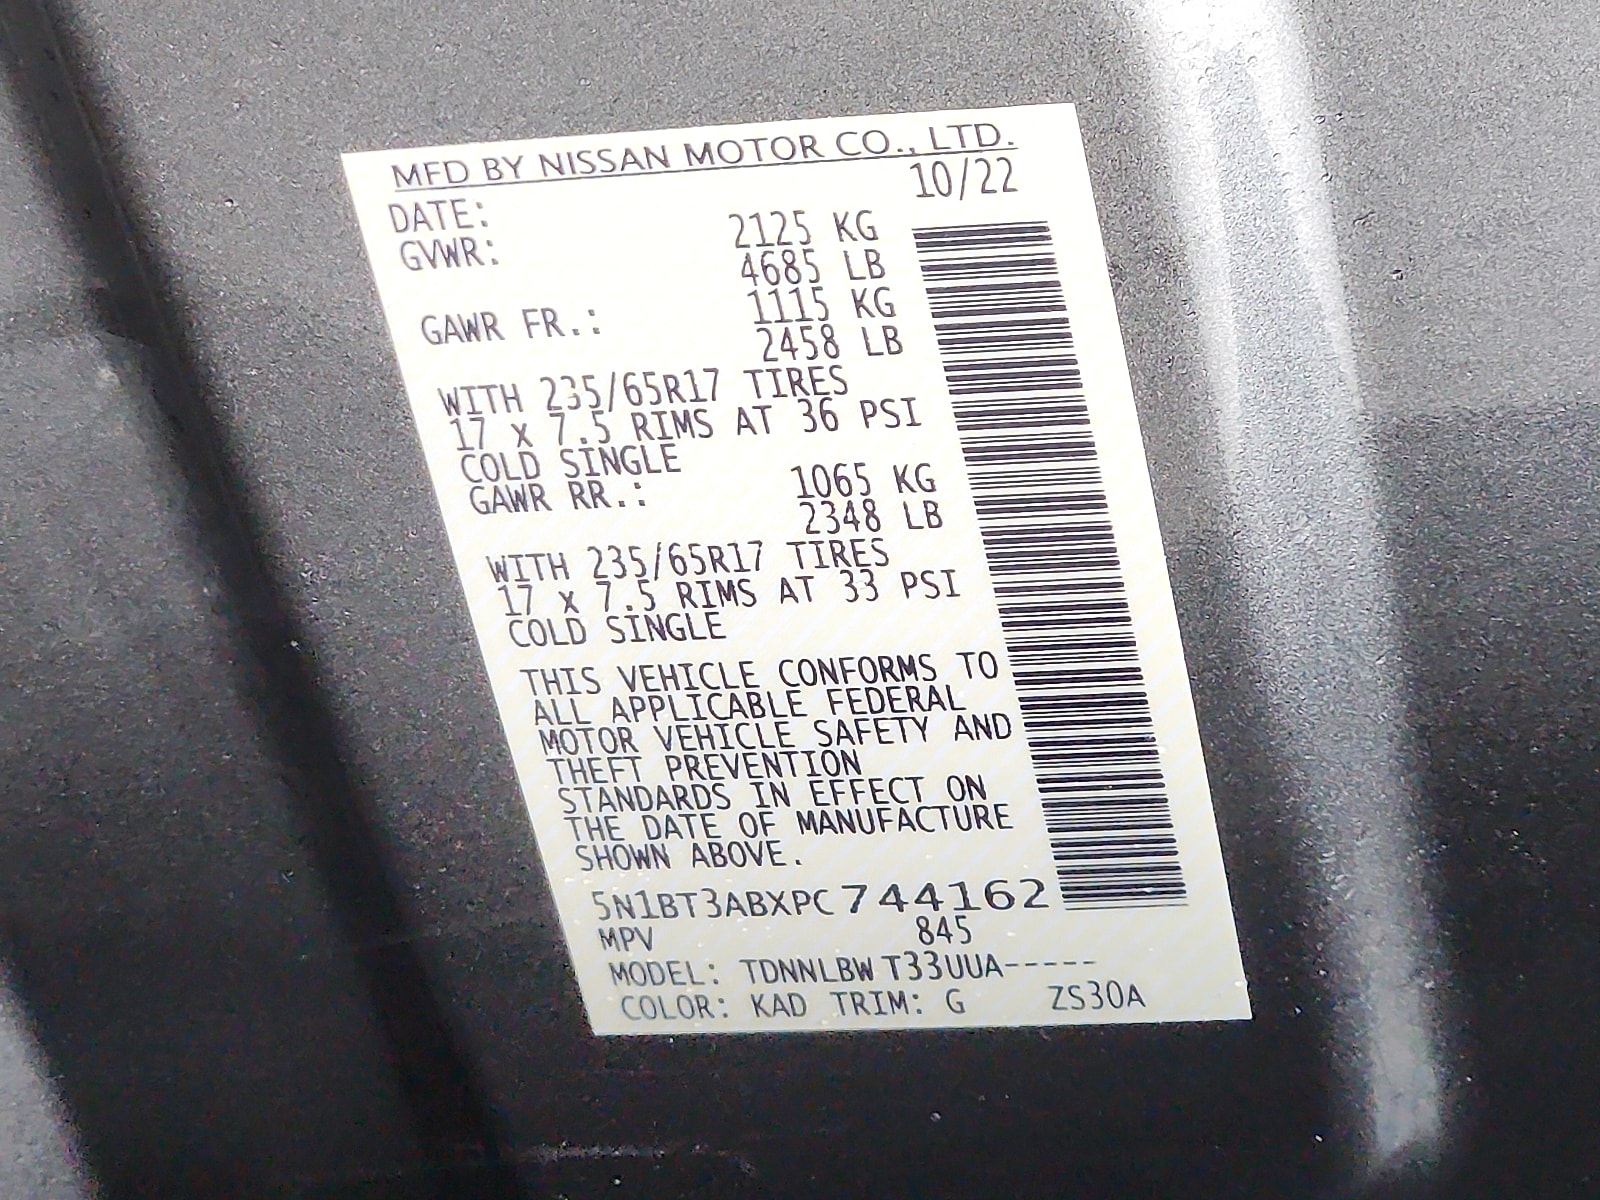 MFD BY NISSAN MOTOR CO., LTD.
DATE: 10/22
GVWR: 2125 KG
4685 LB
GAWR FR.: 1115 KG
2458 LB
WITH 235/65R17 TIRES
17 x 7.5 RIMS AT 36 PSI
COLD SINGLE
GAWR RR.: 1065 KG
2348 LB
WITH 235/65R17 TIRES
17 x 7.5 RIMS AT 33 PSI
COLD SINGLE
THIS VEHICLE CONFORMS TO
ALL APPLICABLE FEDERAL
MOTOR VEHICLE SAFETY AND
THEFT PREVENTION
STANDARDS IN EFFECT ON
THE DATE OF MANUFACTURE
SHOWN ABOVE.
5N1BT3ABXPC744162
MPV 845
MODEL: TDNNLBW T33UUA-----
COLOR: KAD TRIM: G ZS30A